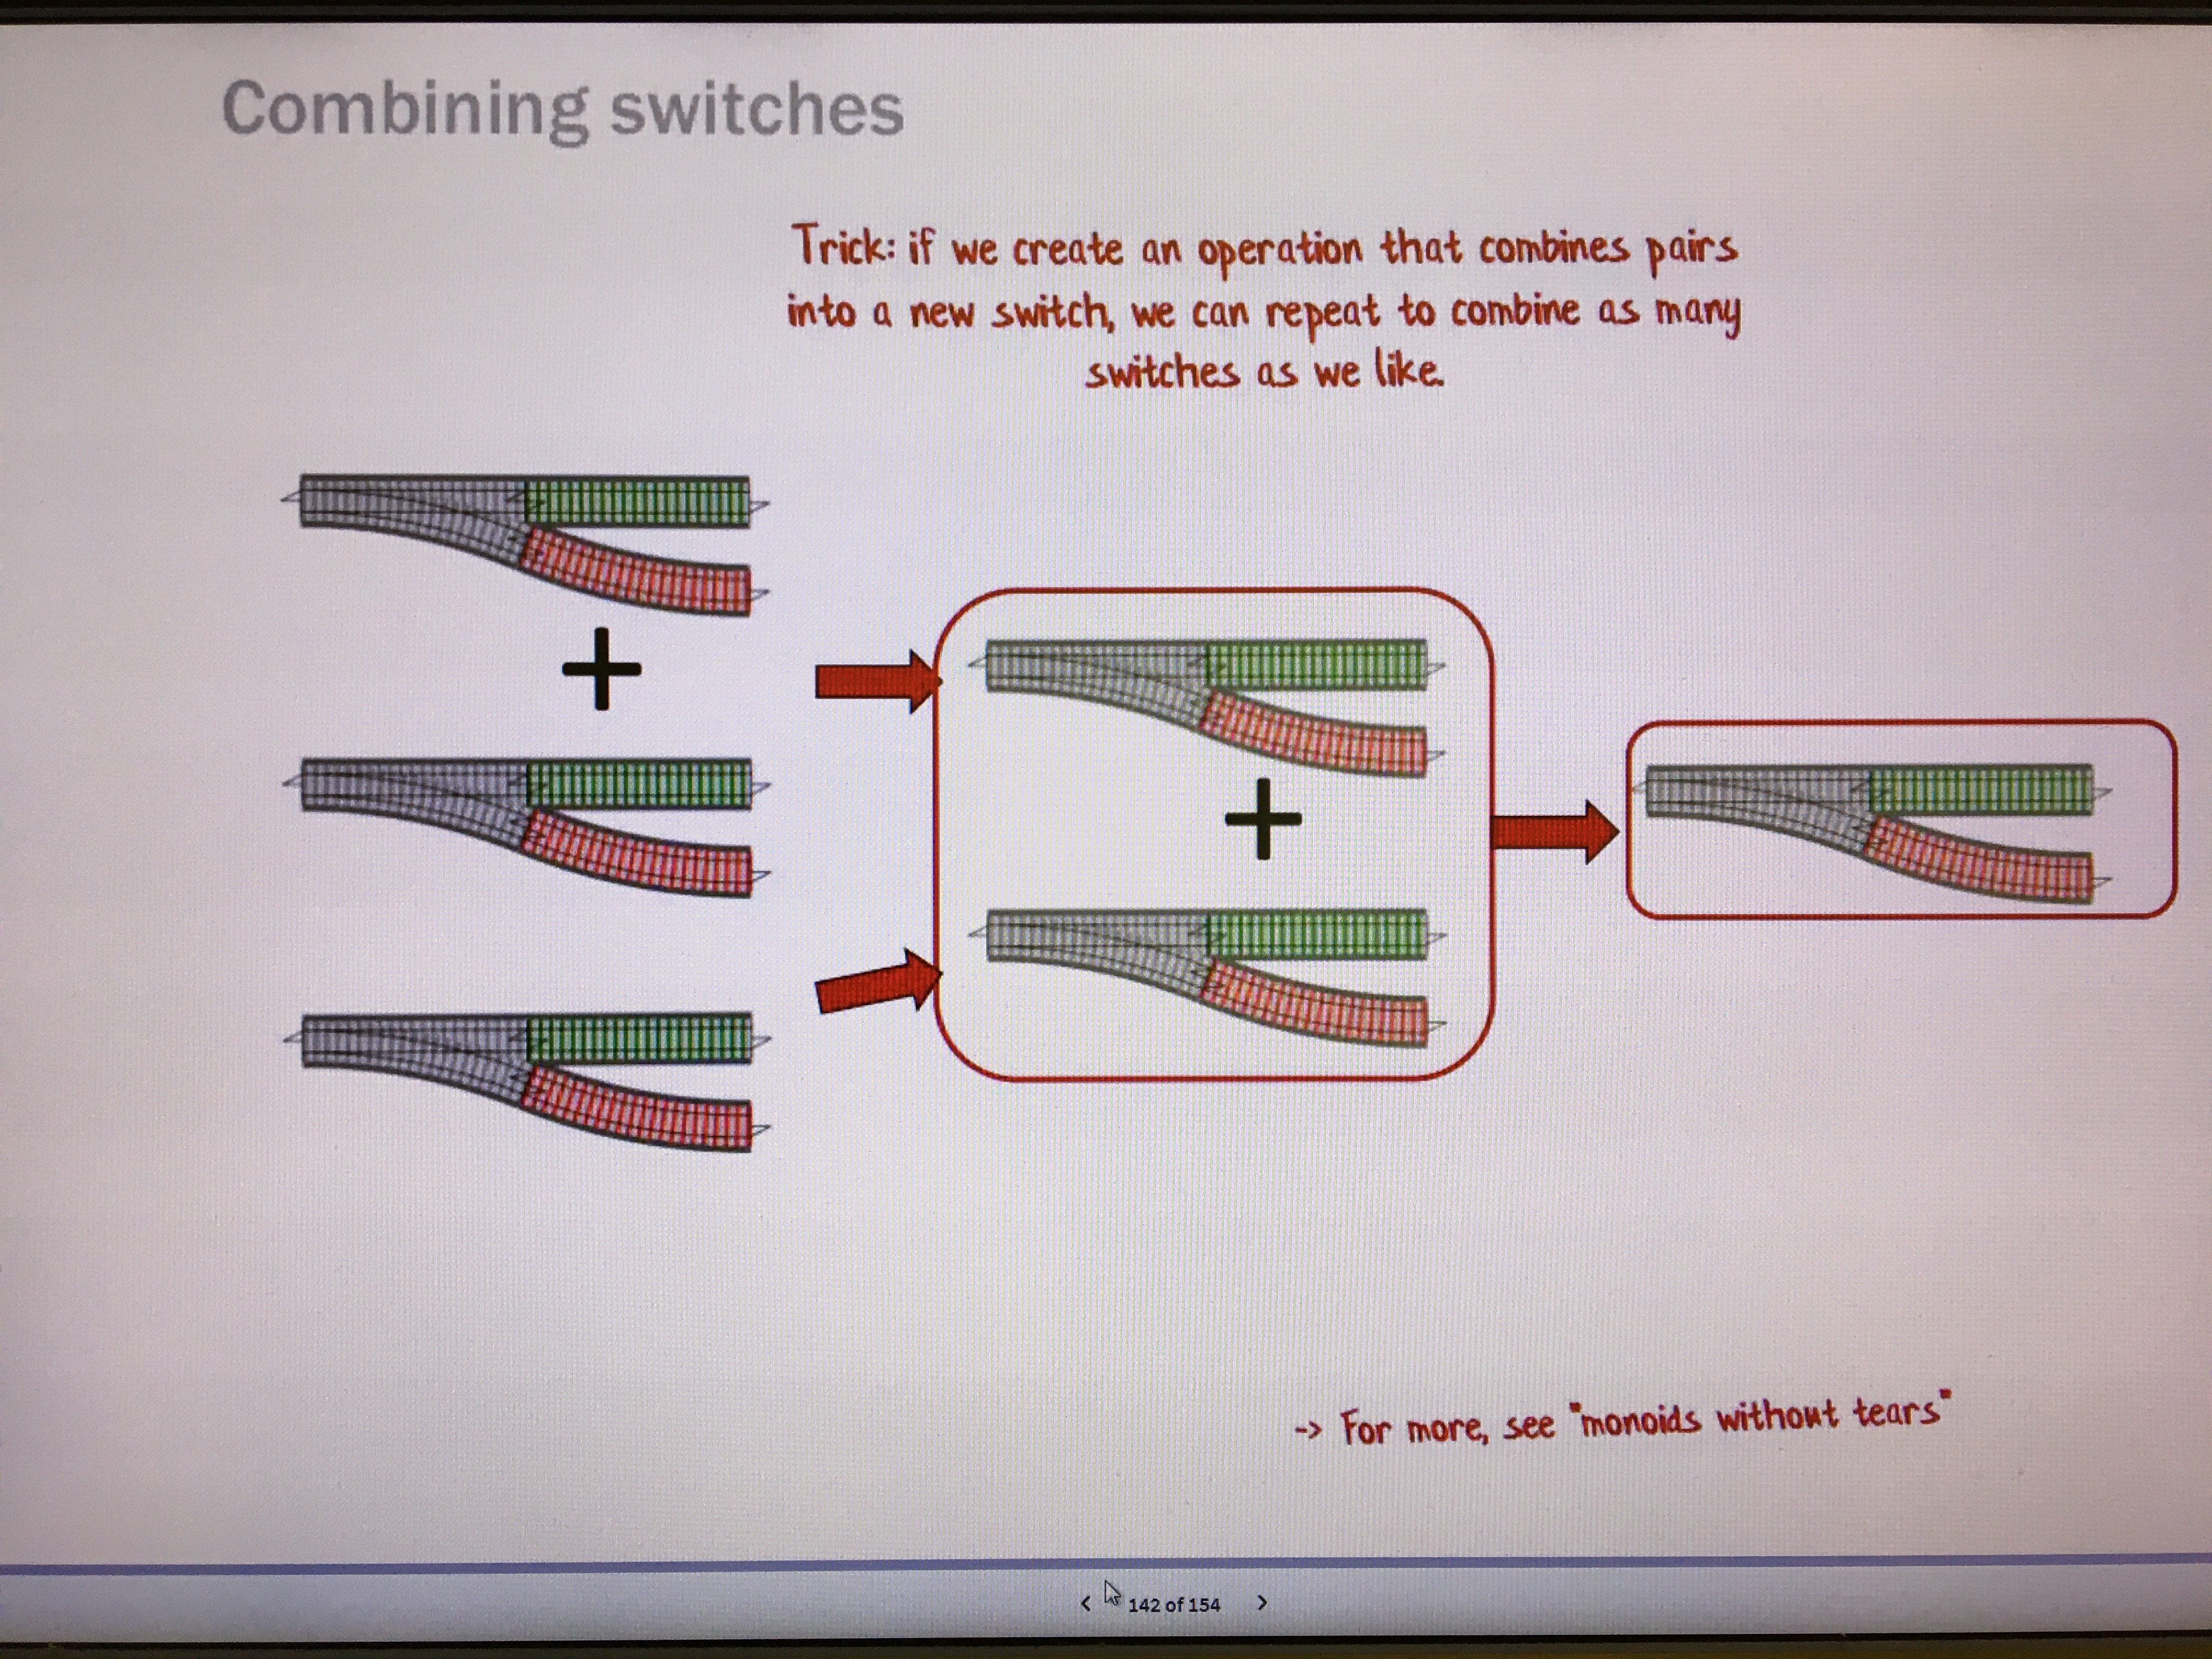 Combining switches
Trick: if we create an operation that combines pairs
into a new switch, we can repeat to combine as many
switches as we like.
+
+
-> For more, see "monoids without tears"
< 142 of 154 >